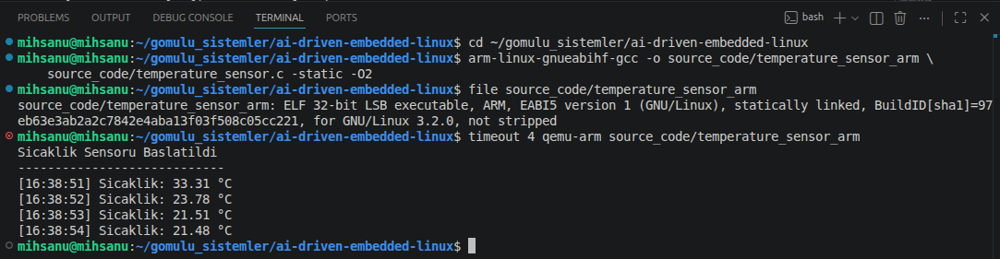 PROBLEMS OUTPUT DEBUG CONSOLE TERMINAL PORTS bash
mihsanu@mihsanu:~/gomulu_sistemler/ai-driven-embedded-linux$ cd ~/gomulu_sistemler/ai-driven-embedded-linux
mihsanu@mihsanu:~/gomulu_sistemler/ai-driven-embedded-linux$ arm-linux-gnueabihf-gcc -o source_code/temperature_sensor_arm \
    source_code/temperature_sensor.c -static -O2
mihsanu@mihsanu:~/gomulu_sistemler/ai-driven-embedded-linux$ file source_code/temperature_sensor_arm
source_code/temperature_sensor_arm: ELF 32-bit LSB executable, ARM, EABI5 version 1 (GNU/Linux), statically linked, BuildID[sha1]=97
eb63e3ab2a2c7842e4aba13f03f508c05cc221, for GNU/Linux 3.2.0, not stripped
mihsanu@mihsanu:~/gomulu_sistemler/ai-driven-embedded-linux$ timeout 4 qemu-arm source_code/temperature_sensor_arm
Sicaklik Sensoru Baslatildi
---------------------------
[16:38:51] Sicaklik: 33.31 °C
[16:38:52] Sicaklik: 23.78 °C
[16:38:53] Sicaklik: 21.51 °C
[16:38:54] Sicaklik: 21.48 °C
mihsanu@mihsanu:~/gomulu_sistemler/ai-driven-embedded-linux$